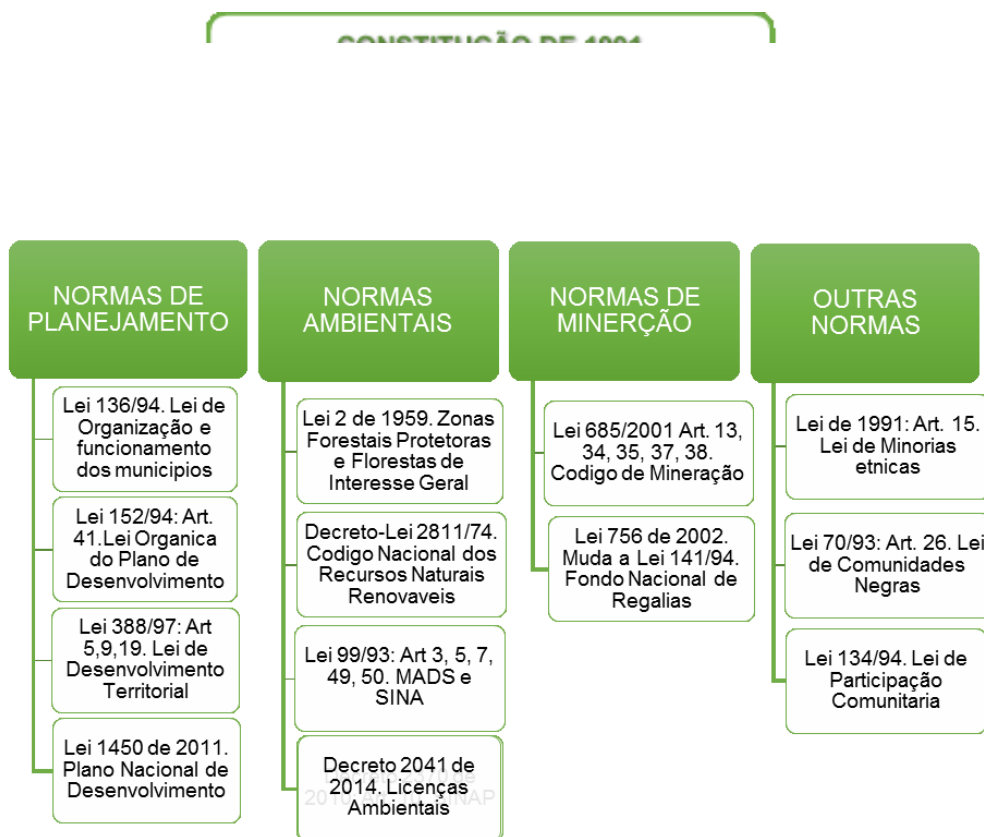 CONSTITUÇÃO DE 1991
NORMAS DE
PLANEJAMENTO
Lei 136/94. Lei de
Organização e
funcionamento
dos municipios
Lei 152/94: Art.
41.Lei Organica
do Plano de
Desenvolvimento
Lei 388/97: Art
5,9,19. Lei de
Desenvolvimento
Territorial
Lei 1450 de 2011.
Plano Nacional de
Desenvolvimento
NORMAS
AMBIENTAIS
Lei 2 de 1959. Zonas
Forestais Protetoras
e Florestas de
Interesse Geral
Decreto-Lei 2811/74.
Codigo Nacional dos
Recursos Naturais
Renovaveis
Lei 99/93: Art 3, 5, 7,
49, 50. MADS e
SINA
Decreto 2041 de
2014. Licenças
Ambientais
NORMAS DE
MINERÇÃO
Lei 685/2001 Art. 13,
34, 35, 37, 38.
Codigo de Mineração
Lei 756 de 2002.
Muda a Lei 141/94.
Fondo Nacional de
Regalias
OUTRAS
NORMAS
Lei de 1991: Art. 15.
Lei de Minorias
etnicas
Lei 70/93: Art. 26. Lei
de Comunidades
Negras
Lei 134/94. Lei de
Participação
Comunitaria